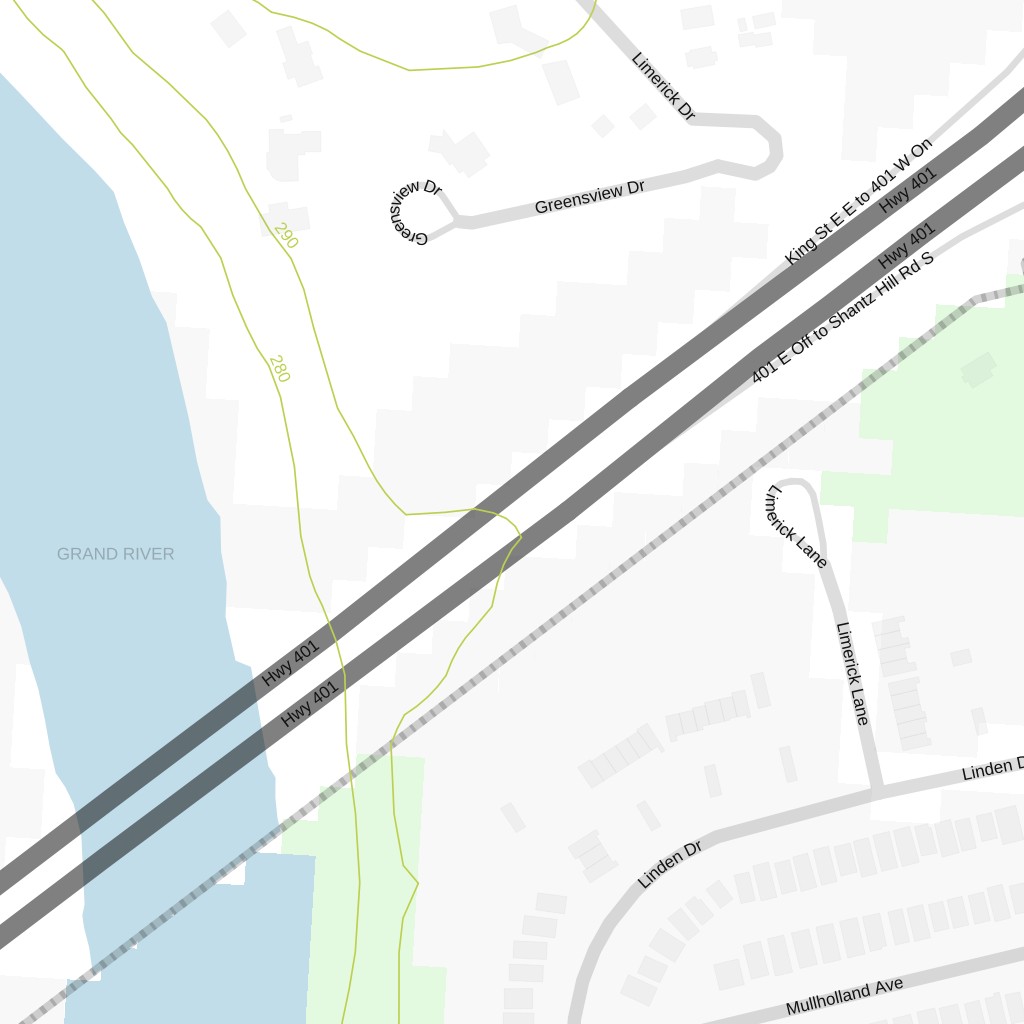 Limerick Dr
King St E E to 401 W On
Hwy 401
Greensview Dr
Greensview Dr
290
Hwy 401
401 E Off to Shantz Hill Rd S
280
Limerick Lane
GRAND RIVER
Limerick Lane
Hwy 401
Hwy 401
Linden D
Linden Dr
Mullholland Ave